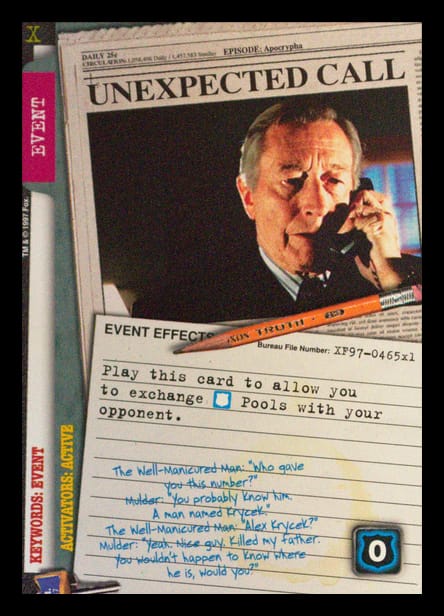 X
EVENT
TM & © 1997 Fox.
KEYWORDS: EVENT
ACTIVATORS: ACTIVE
DAILY 25¢
EPISODE: Apocrypha
UNEXPECTED CALL
TRUTH
EVENT EFFECTS
Bureau File Number: XF97-0465x1
Play this card to allow you
to exchange Pools with your
opponent.
The Well-Manicured Man: "Who gave
you this number?"
Mulder: "You probably know him.
A man named Krycek."
The Well-Manicured Man: "Alex Krycek?"
Mulder: "Yeah. Nice guy. Killed my father.
You wouldn't happen to know where
he is, would you?"
0